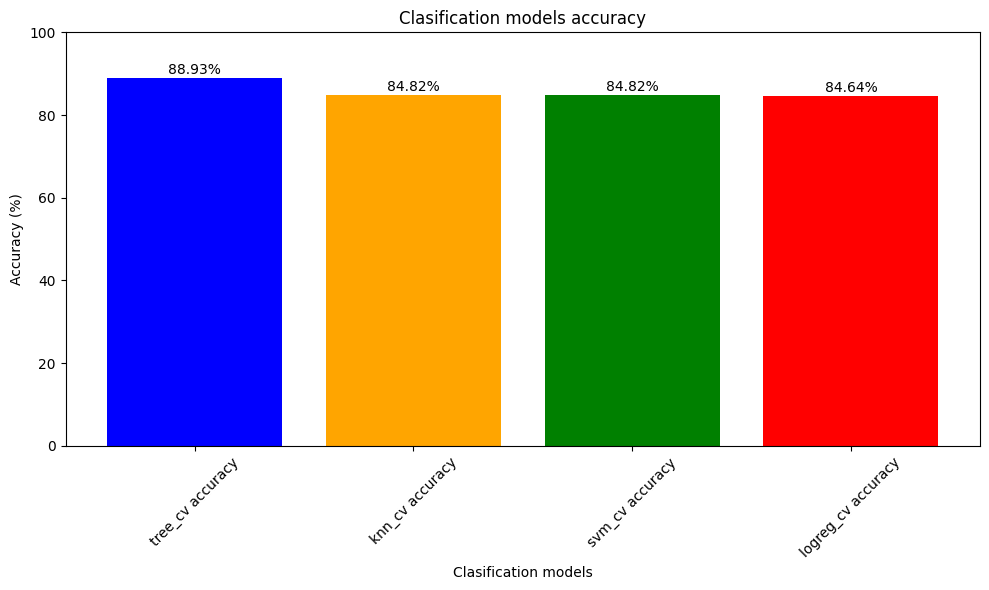 Clasification models accuracy
100
80
60
40
20
0
Accuracy (%)
88.93%
84.82%
84.82%
84.64%
tree_cv accuracy
knn_cv accuracy
svm_cv accuracy
logreg_cv accuracy
Clasification models